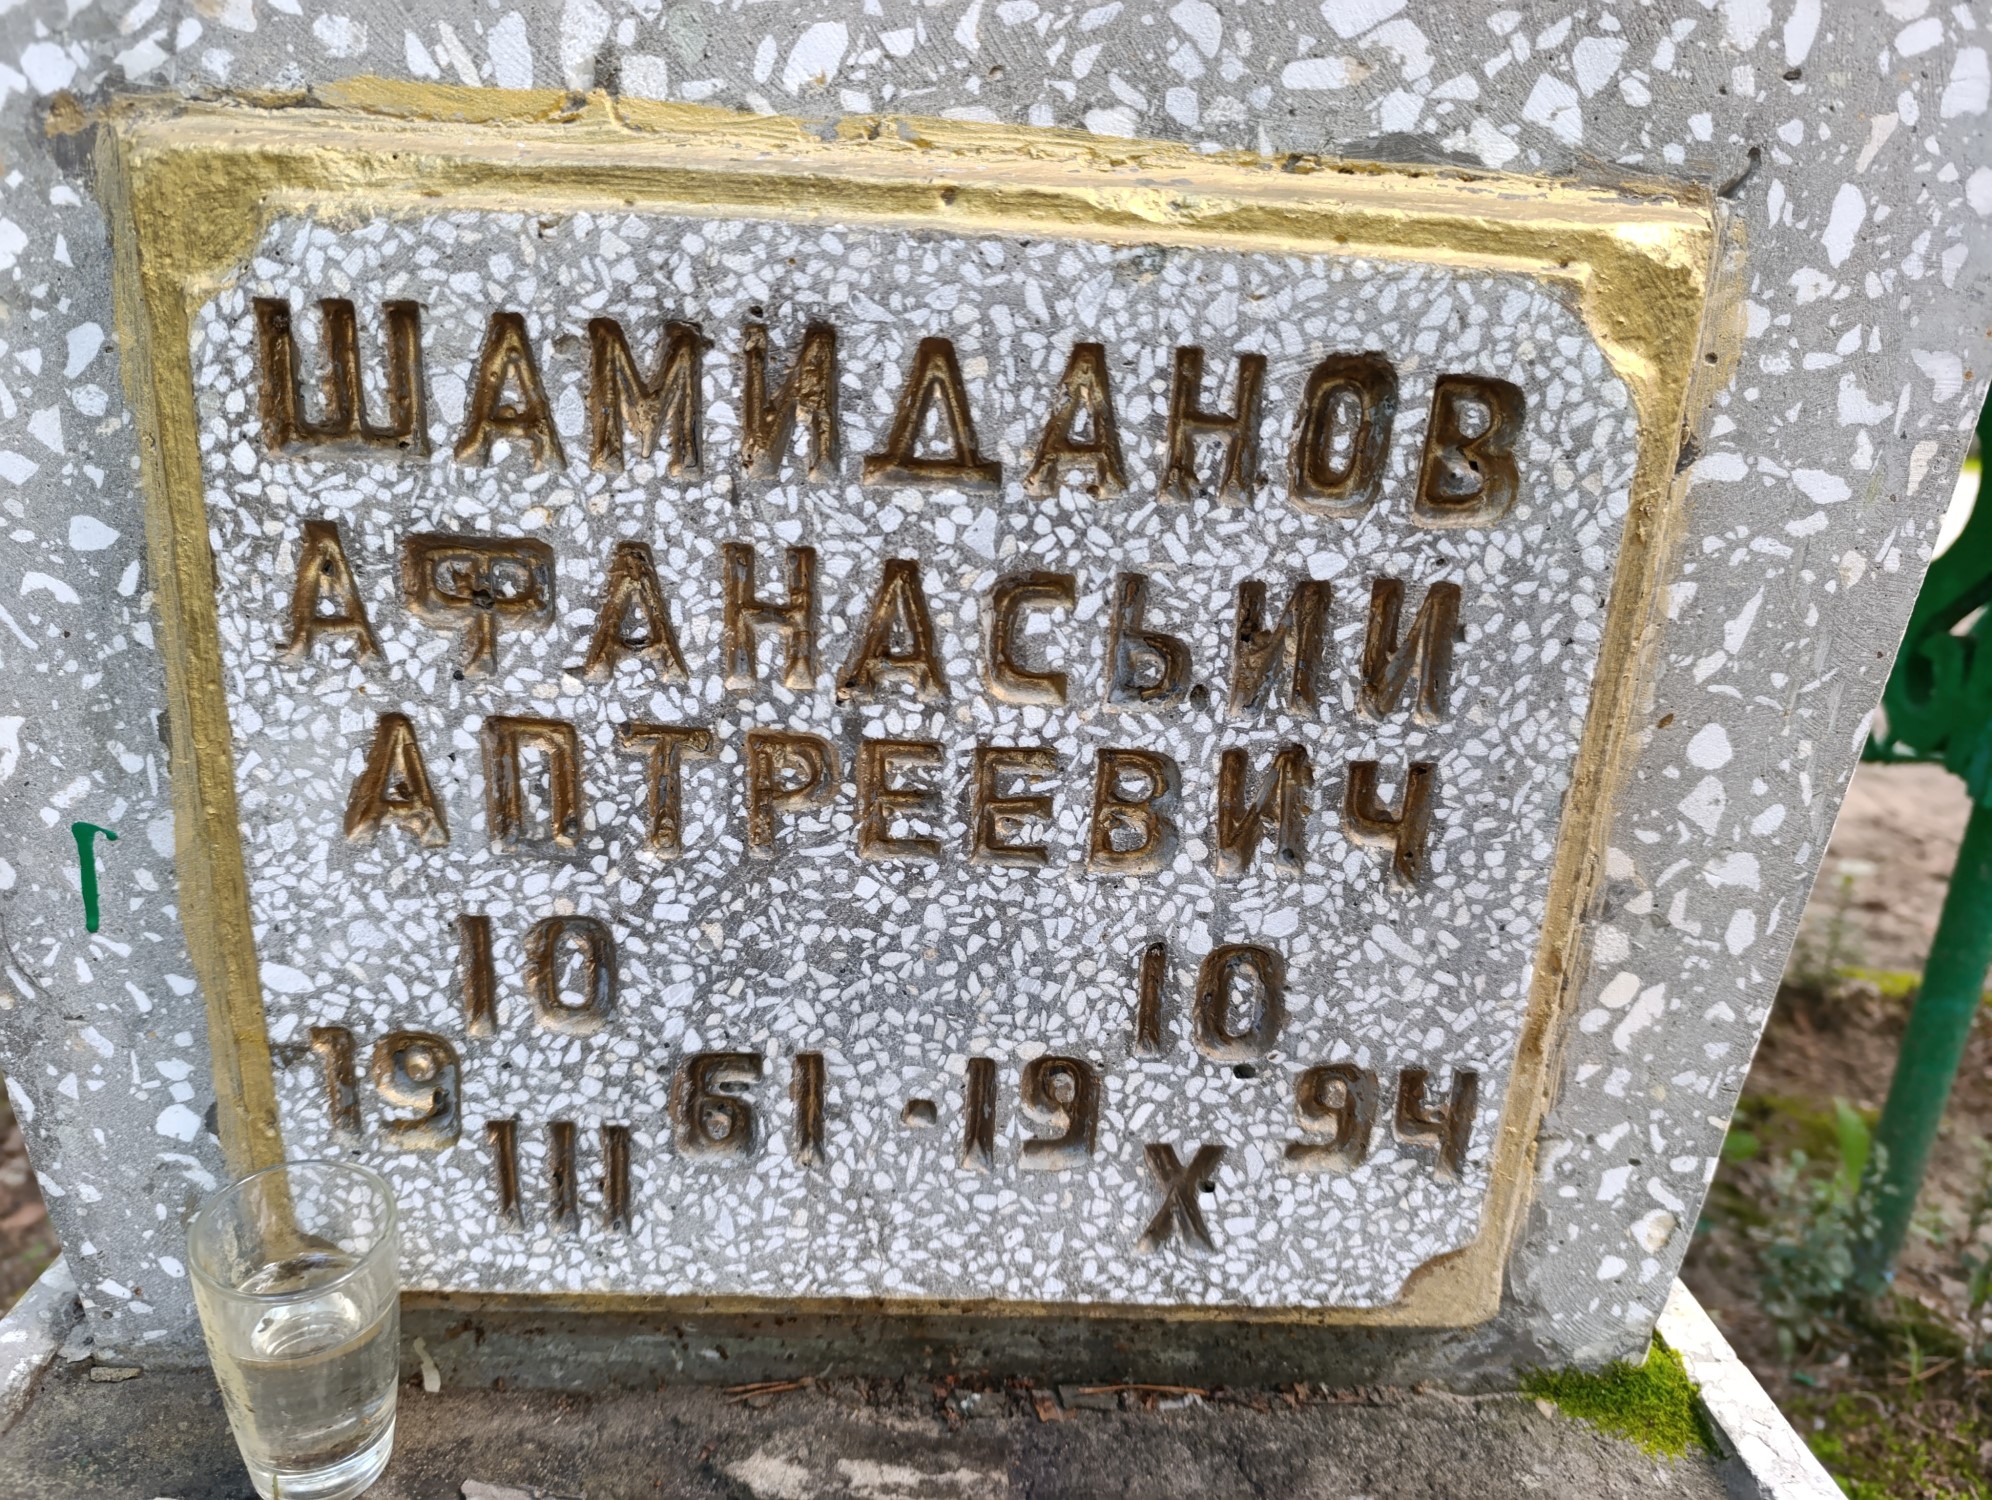 ШАМИДАНОВ
АФАНАСЬИИ
АПТРЕЕВИЧ
10 10
19 61·19 94
III X